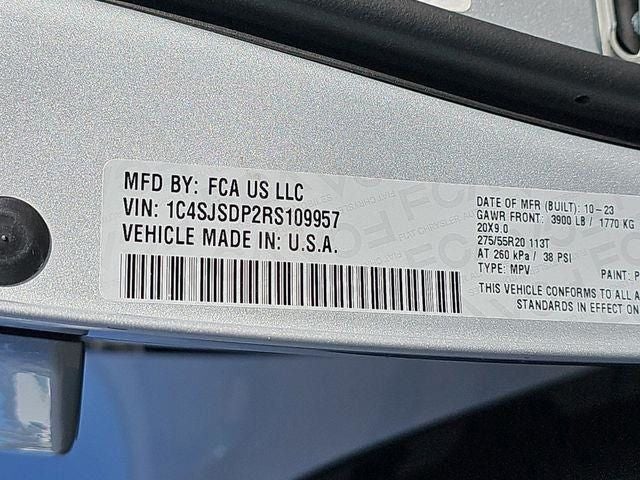 MFD BY: FCA US LLC
VIN: 1C4SJSDP2RS109957
VEHICLE MADE IN: U.S.A.
DATE OF MFR (BUILT): 10-23
GAWR FRONT: 3900 LB / 1770 KG
20X9.0
275/55R20 113T
AT 260 kPa / 38 PSI
TYPE: MPV PAINT: P
THIS VEHICLE CONFORMS TO ALL
STANDARDS IN EFFECT ON